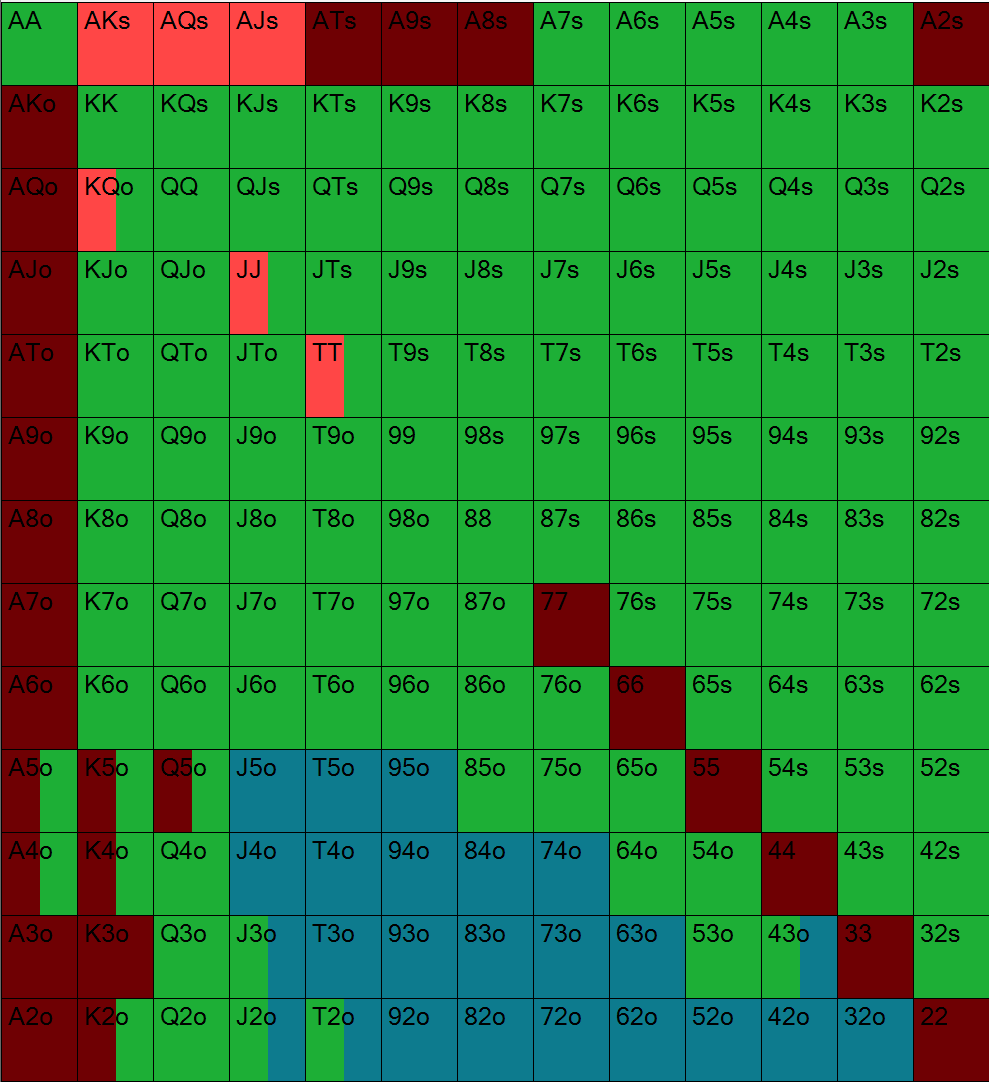 AA AKs AQs AJs ATs A9s A8s A7s A6s A5s A4s A3s A2s
AKo KK KQs KJs KTs K9s K8s K7s K6s K5s K4s K3s K2s
AQo KQo QQ QJs QTs Q9s Q8s Q7s Q6s Q5s Q4s Q3s Q2s
AJo KJo QJo JJ JTs J9s J8s J7s J6s J5s J4s J3s J2s
ATo KTo QTo JTo TT T9s T8s T7s T6s T5s T4s T3s T2s
A9o K9o Q9o J9o T9o 99 98s 97s 96s 95s 94s 93s 92s
A8o K8o Q8o J8o T8o 98o 88 87s 86s 85s 84s 83s 82s
A7o K7o Q7o J7o T7o 97o 87o 77 76s 75s 74s 73s 72s
A6o K6o Q6o J6o T6o 96o 86o 76o 66 65s 64s 63s 62s
A5o K5o Q5o J5o T5o 95o 85o 75o 65o 55 54s 53s 52s
A4o K4o Q4o J4o T4o 94o 84o 74o 64o 54o 44 43s 42s
A3o K3o Q3o J3o T3o 93o 83o 73o 63o 53o 43o 33 32s
A2o K2o Q2o J2o T2o 92o 82o 72o 62o 52o 42o 32o 22